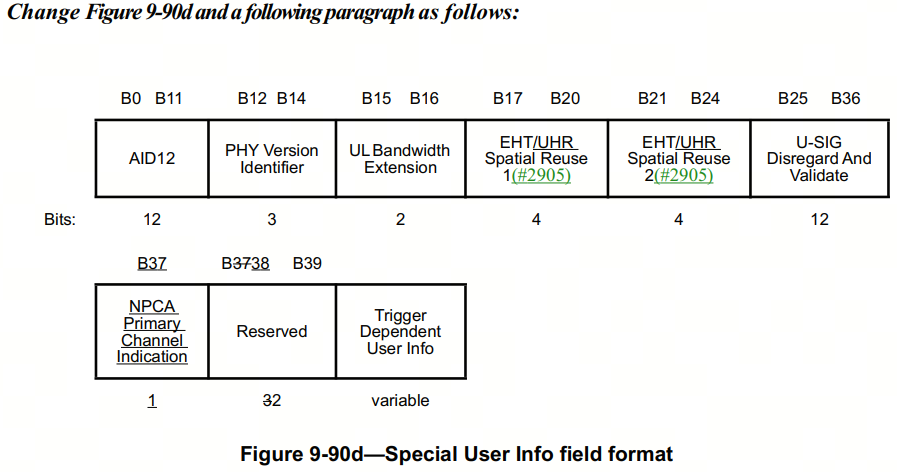 Change Figure 9-90d and a following paragraph as follows:
B0 B11 B12 B14 B15 B16 B17 B20 B21 B24 B25 B36
AID12
PHY Version
Identifier
UL Bandwidth
Extension
EHT/UHR
Spatial Reuse
1(#2905)
EHT/UHR
Spatial Reuse
2(#2905)
U-SIG
Disregard And
Validate
Bits: 12 3 2 4 4 12
B37 B3738 B39
NPCA
Primary
Channel
Indication
Reserved
Trigger
Dependent
User Info
1 32 variable
Figure 9-90d—Special User Info field format